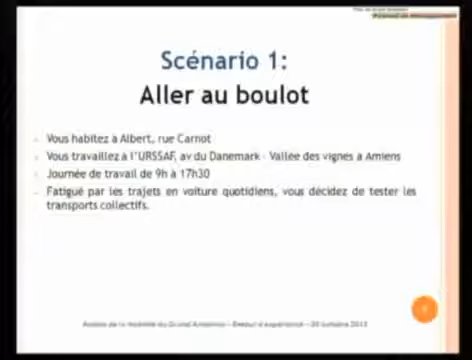 Scénario 1:
Aller au boulot
Vous habitez à Albert, rue Carnot
Vous travaillez à l'URSSAF, av du Danemark - Vallée des vignes à Amiens
Journée de travail de 9h à 17h30
Fatigué par les trajets en voiture quotidiens, vous décidez de tester les
transports collectifs.